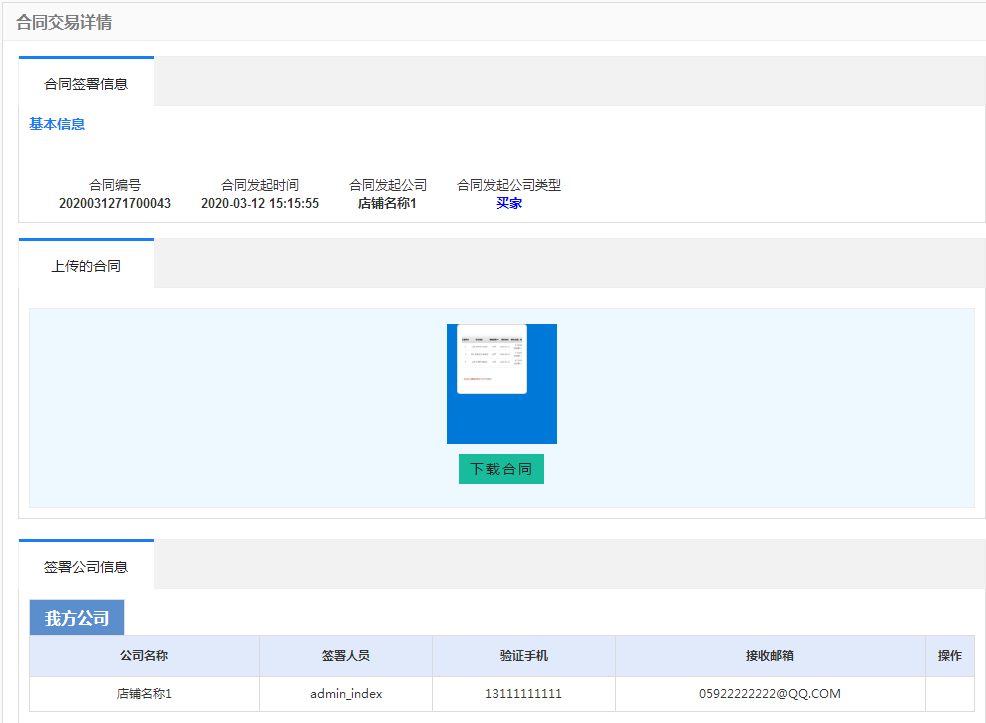 合同交易详情
合同签署信息
基本信息
合同编号 合同发起时间 合同发起公司 合同发起公司类型
2020031271700043 2020-03-12 15:15:55 店铺名称1 买家
上传的合同
下载合同
签署公司信息
我方公司
公司名称 签署人员 验证手机 接收邮箱 操作
店铺名称1 admin_index 13111111111 05922222222@QQ.COM